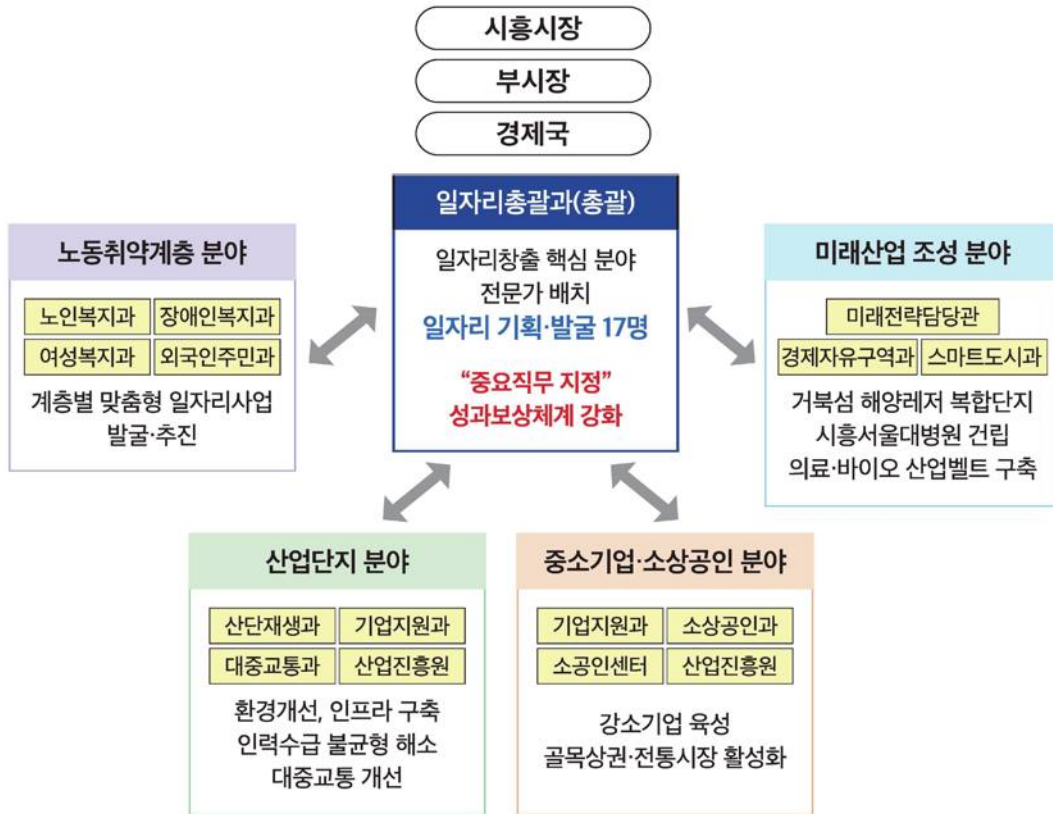 시흥시장
부시장
경제국
일자리총괄과(총괄)
일자리창출 핵심 분야
전문가 배치
일자리 기획·발굴 17명
“중요직무 지정”
성과보상체계 강화
노동취약계층 분야
노인복지과 장애인복지과
여성복지과 외국인주민과
계층별 맞춤형 일자리사업
발굴·추진
미래산업 조성 분야
미래전략담당관
경제자유구역과 스마트도시과
거북섬 해양레저 복합단지
시흥서울대병원 건립
의료·바이오 산업벨트 구축
산업단지 분야
산단재생과 기업지원과
대중교통과 산업진흥원
환경개선, 인프라 구축
인력수급 불균형 해소
대중교통 개선
중소기업·소상공인 분야
기업지원과 소상공인과
소공인센터 산업진흥원
강소기업 육성
골목상권·전통시장 활성화